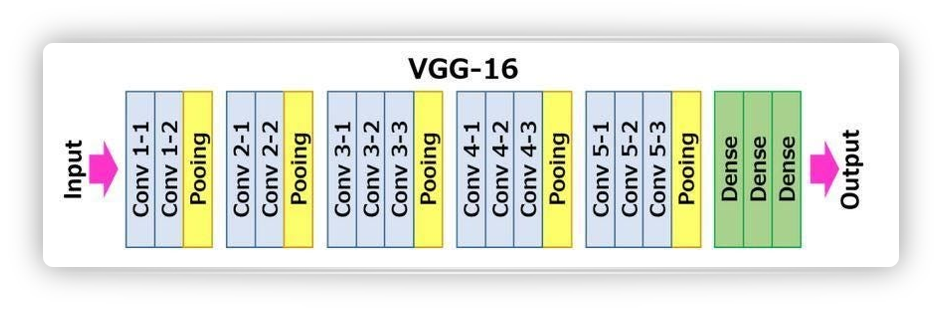 VGG-16
Input
Conv 1-1
Conv 1-2
Pooing
Conv 2-1
Conv 2-2
Pooing
Conv 3-1
Conv 3-2
Conv 3-3
Pooing
Conv 4-1
Conv 4-2
Conv 4-3
Pooing
Conv 5-1
Conv 5-2
Conv 5-3
Pooing
Dense
Dense
Dense
Output